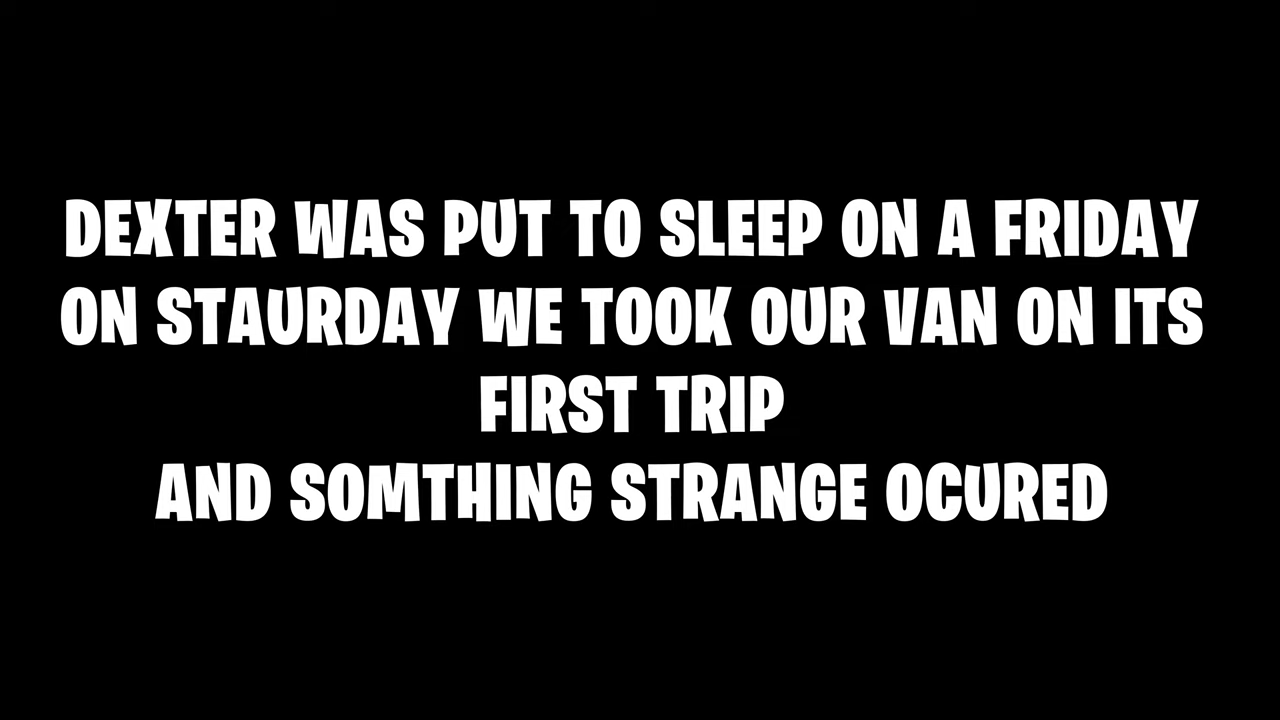 DEXTER WAS PUT TO SLEEP ON A FRIDAY
ON STAURDAY WE TOOK OUR VAN ON ITS
FIRST TRIP
AND SOMTHING STRANGE OCURED